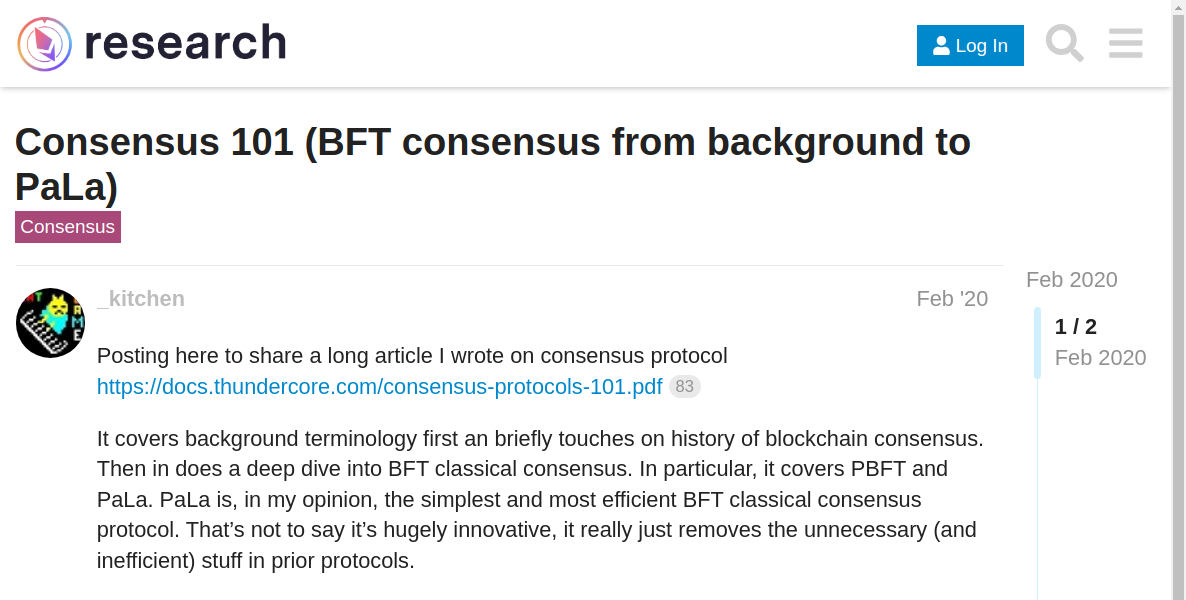 research
Log In
Consensus 101 (BFT consensus from background to
PaLa)
Consensus
_kitchen
Feb '20
Posting here to share a long article I wrote on consensus protocol
https://docs.thundercore.com/consensus-protocols-101.pdf 83
It covers background terminology first an briefly touches on history of blockchain consensus.
Then in does a deep dive into BFT classical consensus. In particular, it covers PBFT and
PaLa. PaLa is, in my opinion, the simplest and most efficient BFT classical consensus
protocol. That’s not to say it’s hugely innovative, it really just removes the unnecessary (and
inefficient) stuff in prior protocols.
Feb 2020
1 / 2
Feb 2020